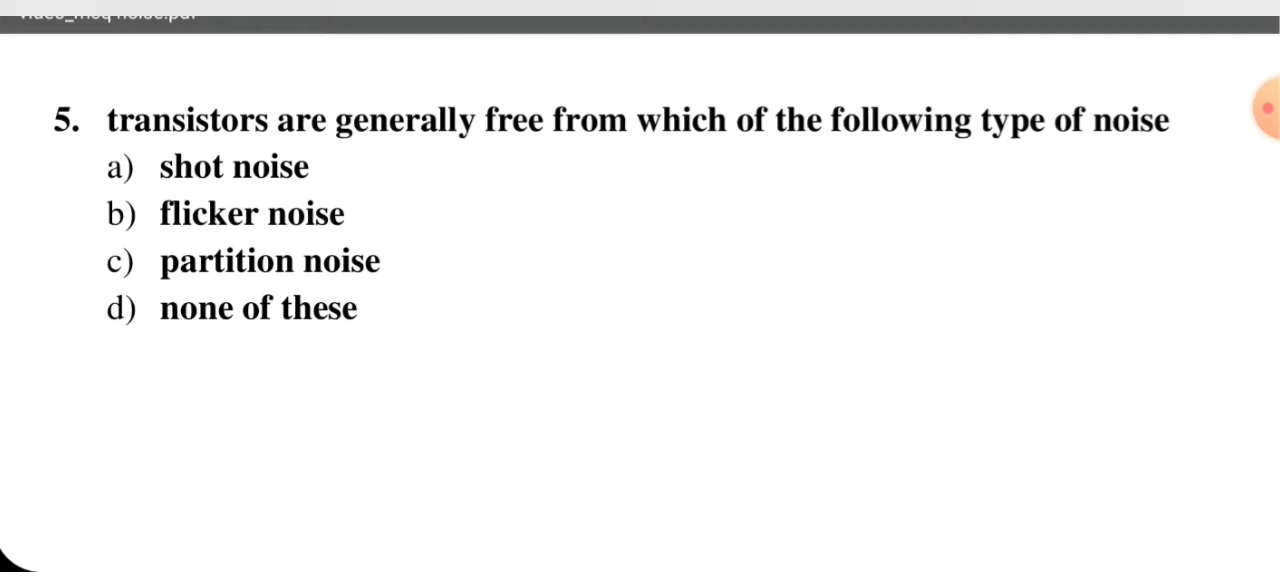 5. transistors are generally free from which of the following type of noise
a) shot noise
b) flicker noise
c) partition noise
d) none of these